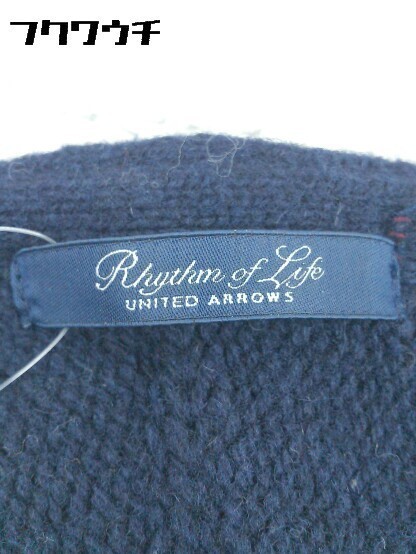 フクワウチ
Rhythm of Life
UNITED ARROWS